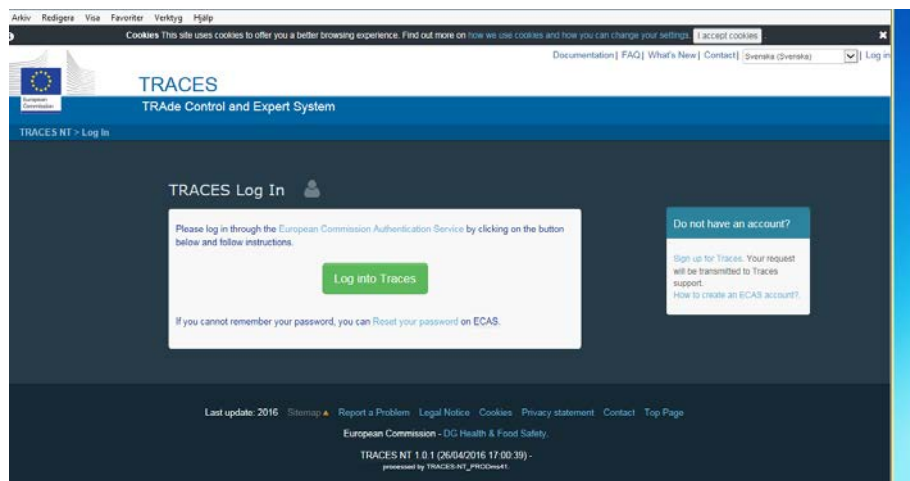 Arkiv Redigera Visa Favoriter Verktyg Hjälp
Cookies This site uses cookies to offer you a better browsing experience. Find out more on how we use cookies and how you can change your settings. I accept cookies
Documentation | FAQ | What's New | Contact | Svenska (Svenska) | Log in
European
Commission
TRACES
TRAde Control and Expert System
TRACES NT > Log In
TRACES Log In
Please log in through the European Commission Authentication Service by clicking on the button
below and follow instructions.
Log into Traces
If you cannot remember your password, you can Reset your password on ECAS.
Do not have an account?
Sign up for Traces. Your request
will be transmitted to Traces
support.
How to create an ECAS account?
Last update: 2016 Sitemap Report a Problem Legal Notice Cookies Privacy statement Contact Top Page
European Commission - DG Health & Food Safety.
TRACES NT 1.0.1 (26/04/2016 17:00:39) -
processed by TRACES-NT_PRODms41.